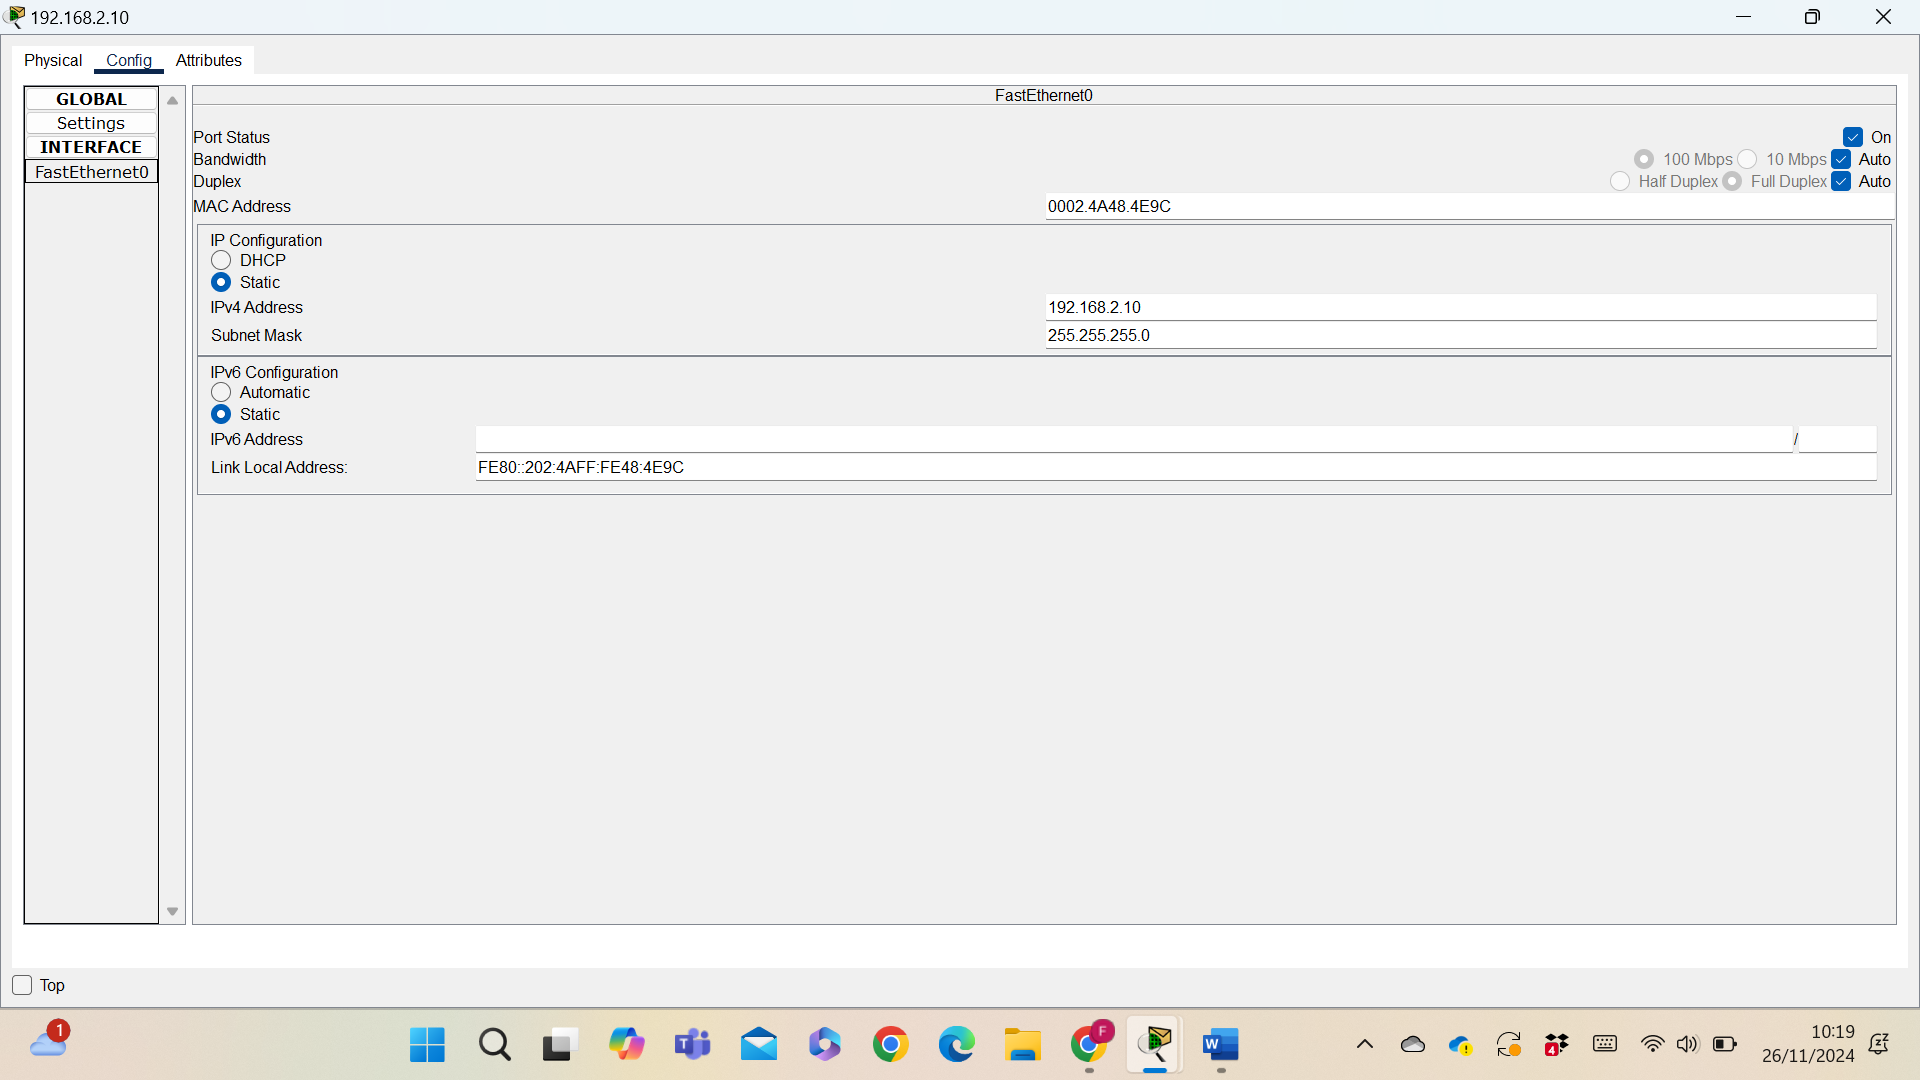 192.168.2.10
Physical Config Attributes
GLOBAL
Settings
INTERFACE
FastEthernet0
FastEthernet0
Port Status On
Bandwidth 100 Mbps 10 Mbps Auto
Duplex Half Duplex Full Duplex Auto
MAC Address 0002.4A48.4E9C
IP Configuration
DHCP
Static
IPv4 Address 192.168.2.10
Subnet Mask 255.255.255.0
IPv6 Configuration
Automatic
Static
IPv6 Address /
Link Local Address: FE80::202:4AFF:FE48:4E9C
Top
1
T
F
W
4
10:19
26/11/2024